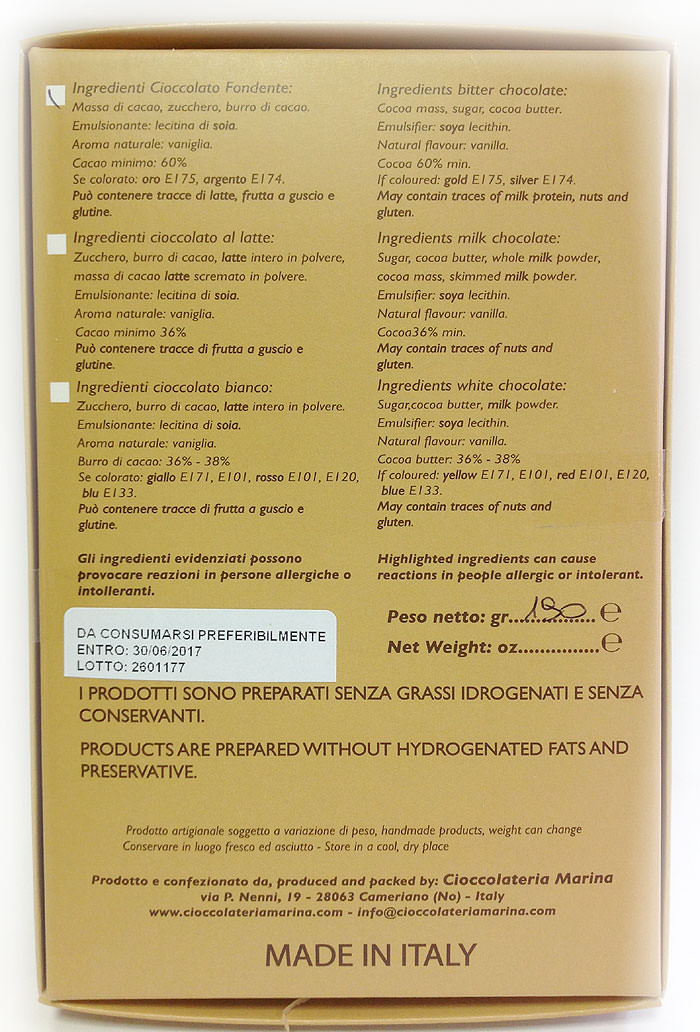 Ingredienti Cioccolato Fondente:
Massa di cacao, zucchero, burro di cacao.
Emulsionante: lecitina di soia.
Aroma naturale: vaniglia.
Cacao minimo: 60%
Se colorato: oro E175, argento E174.
Può contenere tracce di latte, frutta a guscio e
glutine.
Ingredients bitter chocolate:
Cocoa mass, sugar, cocoa butter.
Emulsifier: soya lecithin.
Natural flavour: vanilla.
Cocoa 60% min.
If coloured: gold E175, silver E174.
May contain traces of milk protein, nuts and
gluten.
Ingredienti cioccolato al latte:
Zucchero, burro di cacao, latte intero in polvere,
massa di cacao latte scremato in polvere.
Emulsionante: lecitina di soia.
Aroma naturale: vaniglia.
Cacao minimo 36%
Può contenere tracce di frutta a guscio e
glutine.
Ingredients milk chocolate:
Sugar, cocoa butter, whole milk powder,
cocoa mass, skimmed milk powder.
Emulsifier: soya lecithin.
Natural flavour: vanilla.
Cocoa36% min.
May contain traces of nuts and
gluten.
Ingredienti cioccolato bianco:
Zucchero, burro di cacao, latte intero in polvere.
Emulsionante: lecitina di soia.
Aroma naturale: vaniglia.
Burro di cacao: 36% - 38%
Se colorato: giallo E171, E101, rosso E101, E120,
blu E133.
Può contenere tracce di frutta a guscio e
glutine.
Ingredients white chocolate:
Sugar,cocoa butter, milk powder.
Emulsifier: soya lecithin.
Natural flavour: vanilla.
Cocoa butter: 36% - 38%
If coloured: yellow E171, E101, red E101, E120,
blue E133.
May contain traces of nuts and
gluten.
Gli ingredienti evidenziati possono
provocare reazioni in persone allergiche o
intolleranti.
Highlighted ingredients can cause
reactions in people allergic or intolerant.
Peso netto: gr....190.....e
Net Weight: oz...............e
DA CONSUMARSI PREFERIBILMENTE
ENTRO: 30/06/2017
LOTTO: 2601177
I PRODOTTI SONO PREPARATI SENZA GRASSI IDROGENATI E SENZA
CONSERVANTI.
PRODUCTS ARE PREPARED WITHOUT HYDROGENATED FATS AND
PRESERVATIVE.
Prodotto artigianale soggetto a variazione di peso, handmade products, weight can change
Conservare in luogo fresco ed asciutto - Store in a cool, dry place
Prodotto e confezionato da, produced and packed by: Cioccolateria Marina
via P. Nenni, 19 - 28063 Cameriano (No) - Italy
www.cioccolateriamarina.com - info@cioccolateriamarina.com
MADE IN ITALY